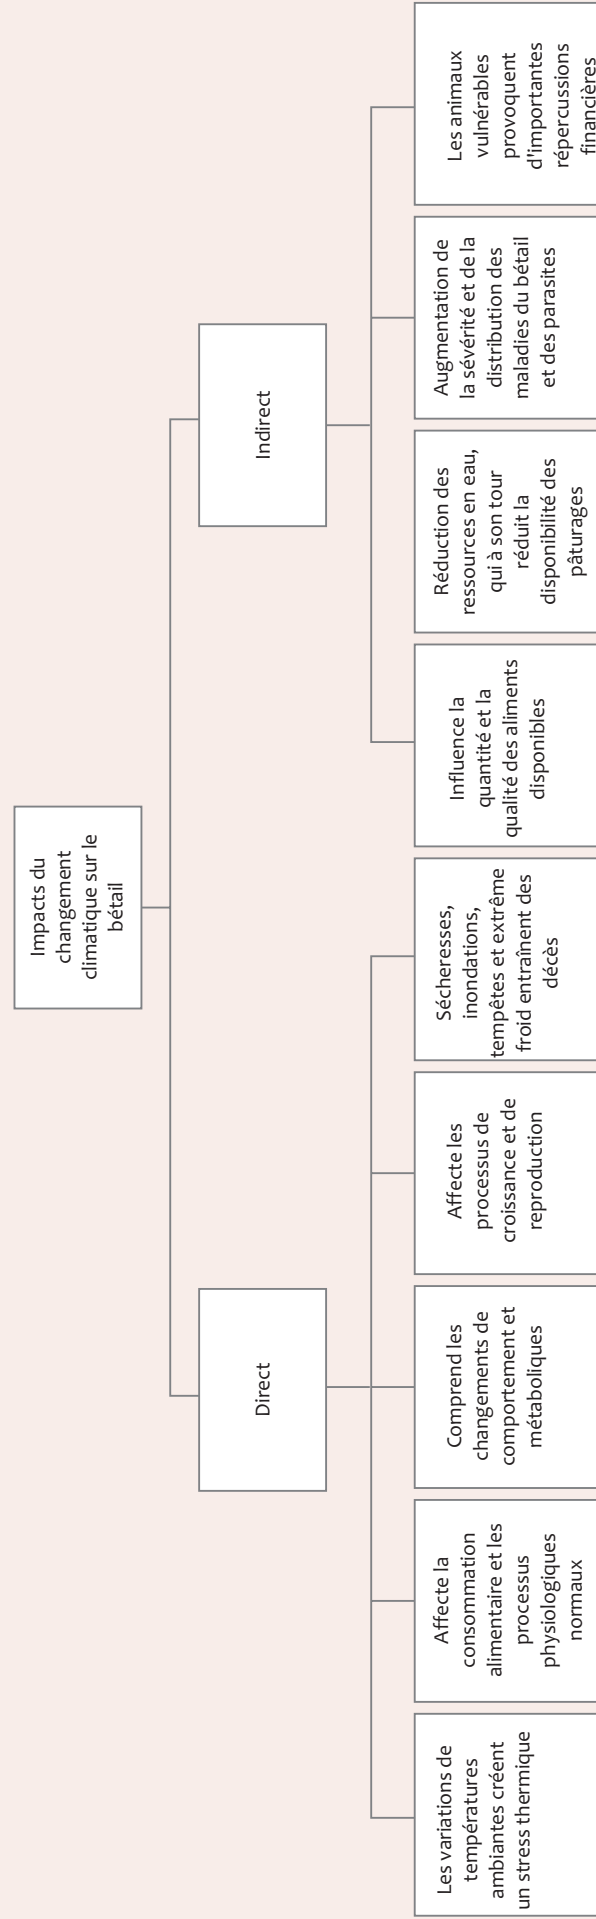 Impacts du
changement
climatique sur le
bétail
Direct
Indirect
Les variations de
températures
ambiantes créent
un stress thermique
Affecte la
consommation
alimentaire et les
processus
physiologiques
normaux
Comprend les
changements de
comportement et
métaboliques
Affecte les
processus de
croissance et de
reproduction
Sécheresses,
inondations,
tempêtes et extrême
froid entraînent des
décès
Influence la
quantité et la
qualité des aliments
disponibles
Réduction des
ressources en eau,
qui à son tour
réduit la
disponibilité des
pâturages
Augmentation de
la sévérité et de la
distribution des
maladies du bétail
et des parasites
Les animaux
vulnérables
provoquent
d'importantes
répercussions
financières